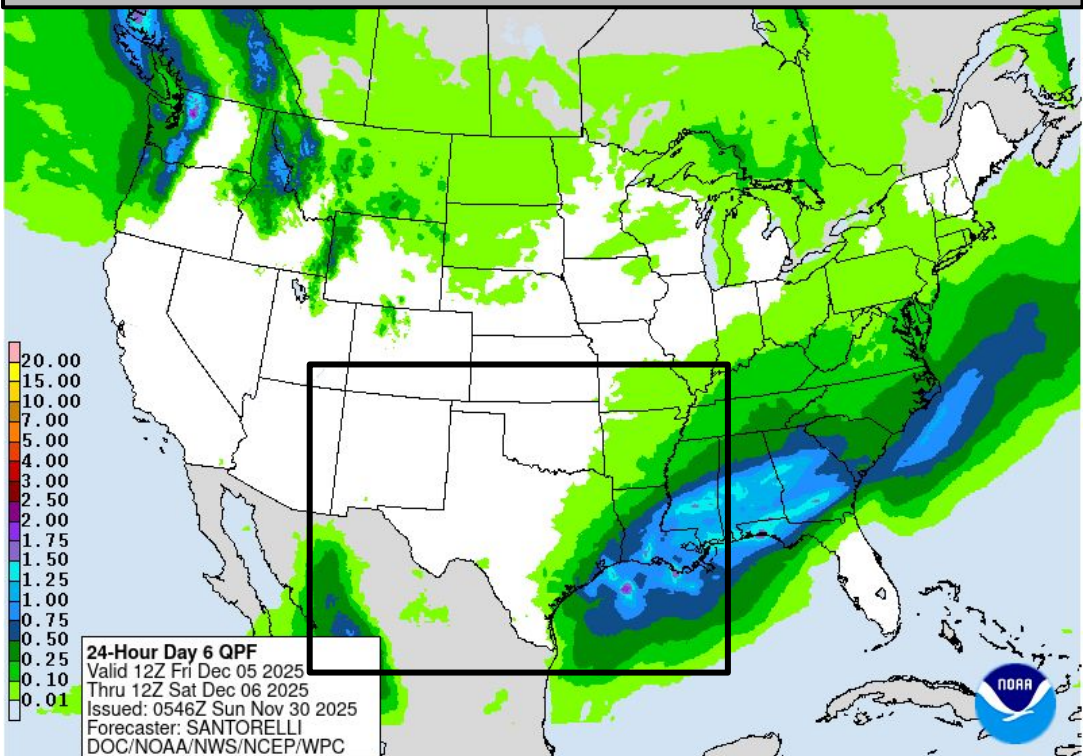 20.00
15.00
10.00
7.00
5.00
4.00
3.00
2.50
2.00
1.75
1.50
1.25
1.00
0.75
0.50
0.25
0.10
0.01
24-Hour Day 6 QPF
Valid 12Z Fri Dec 05 2025
Thru 12Z Sat Dec 06 2025
Issued: 0546Z Sun Nov 30 2025
Forecaster: SANTORELLI
DOC/NOAA/NWS/NCEP/WPC
NOAA